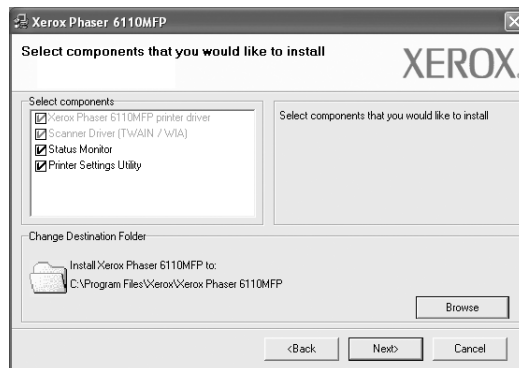 Xerox Phaser 6110MFP
Select components that you would like to install
XEROX.
Select components
Xerox Phaser 6110MFP printer driver
Scanner Driver (TWAIN / WIA)
Status Monitor
Printer Settings Utility
Select components that you would like to install
Change Destination Folder
Install Xerox Phaser 6110MFP to:
C:\Program Files\Xerox\Xerox Phaser 6110MFP
Browse
<Back
Next>
Cancel